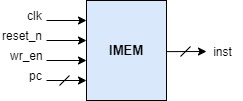 clk
reset_n
wr_en
pc
IMEM
inst